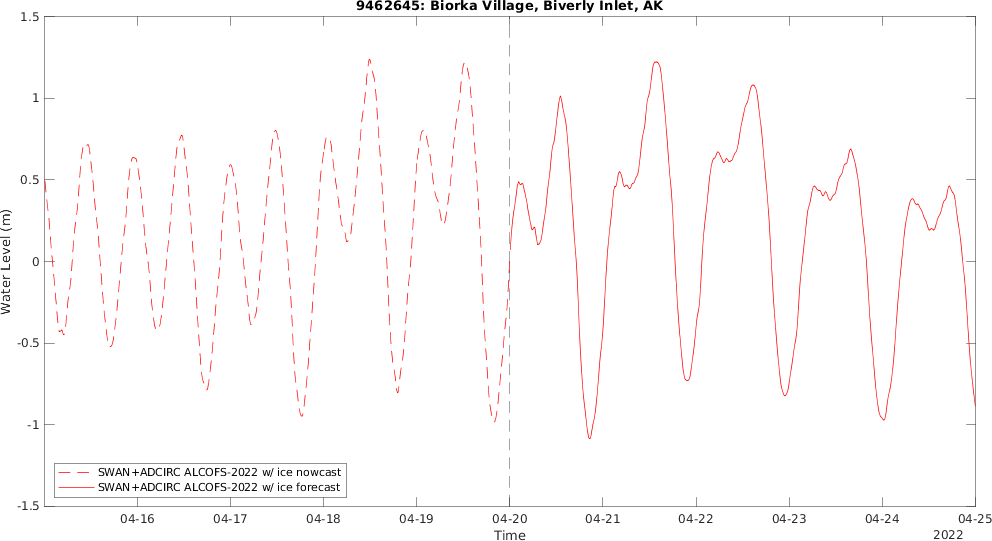 9462645: Biorka Village, Biverly Inlet, AK
1.5
1
0.5
0
-0.5
-1
-1.5
Water Level (m)
SWAN+ADCIRC ALCOFS-2022 w/ ice nowcast
SWAN+ADCIRC ALCOFS-2022 w/ ice forecast
04-16 04-17 04-18 04-19 04-20 04-21 04-22 04-23 04-24 04-25
Time
2022